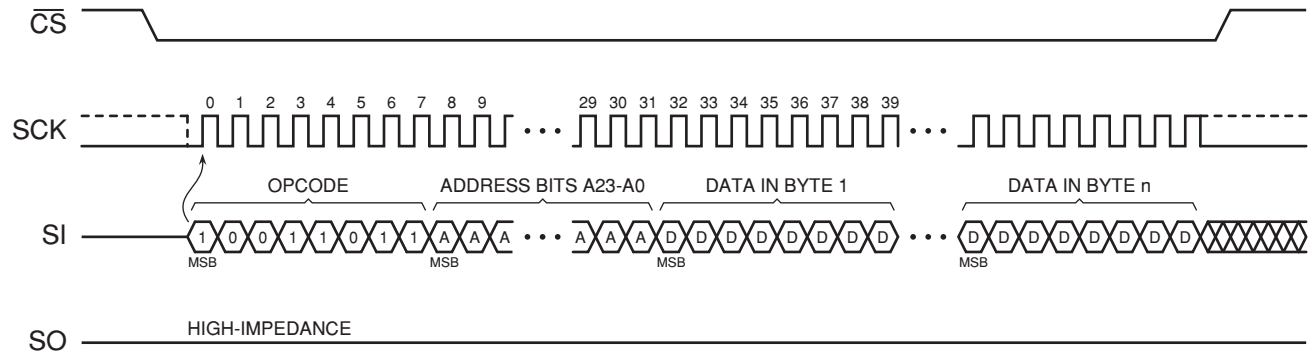 CS
0 1 2 3 4 5 6 7 8 9 29 30 31 32 33 34 35 36 37 38 39
SCK
OPCODE ADDRESS BITS A23-A0 DATA IN BYTE 1 DATA IN BYTE n
SI 1 0 0 1 1 0 1 1 A A A A A A D D D D D D D D D D D D D D D D
MSB MSB MSB MSB
HIGH-IMPEDANCE
SO